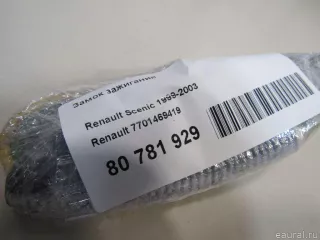 Замок зажигания
Renault Scenic 1999-2003
Renault 7701469419
80 781 929
eaural.ru